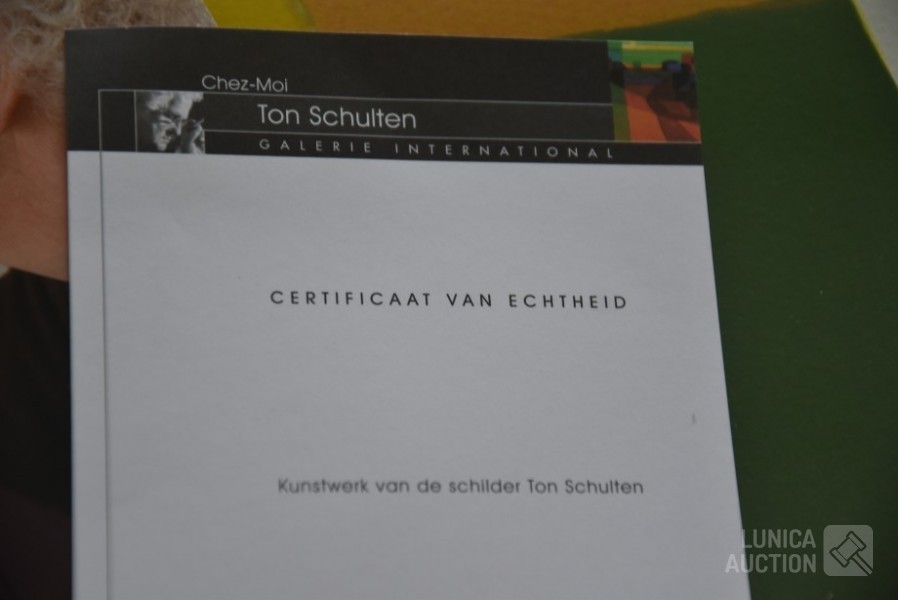 Chez-Moi
Ton Schulten
GALERIE INTERNATIONAL
CERTIFICAAT VAN ECHTHEID
Kunstwerk van de schilder Ton Schulten
LUNICA
AUCTION